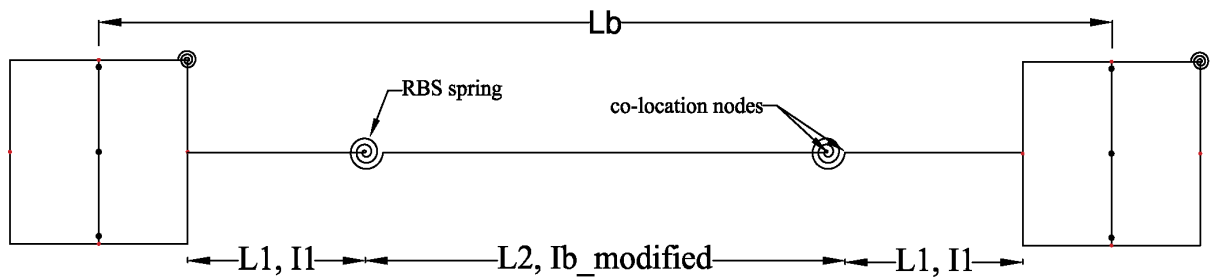 Lb
RBS spring
co-location nodes
L1, I1
L2, Ib_modified
L1, I1